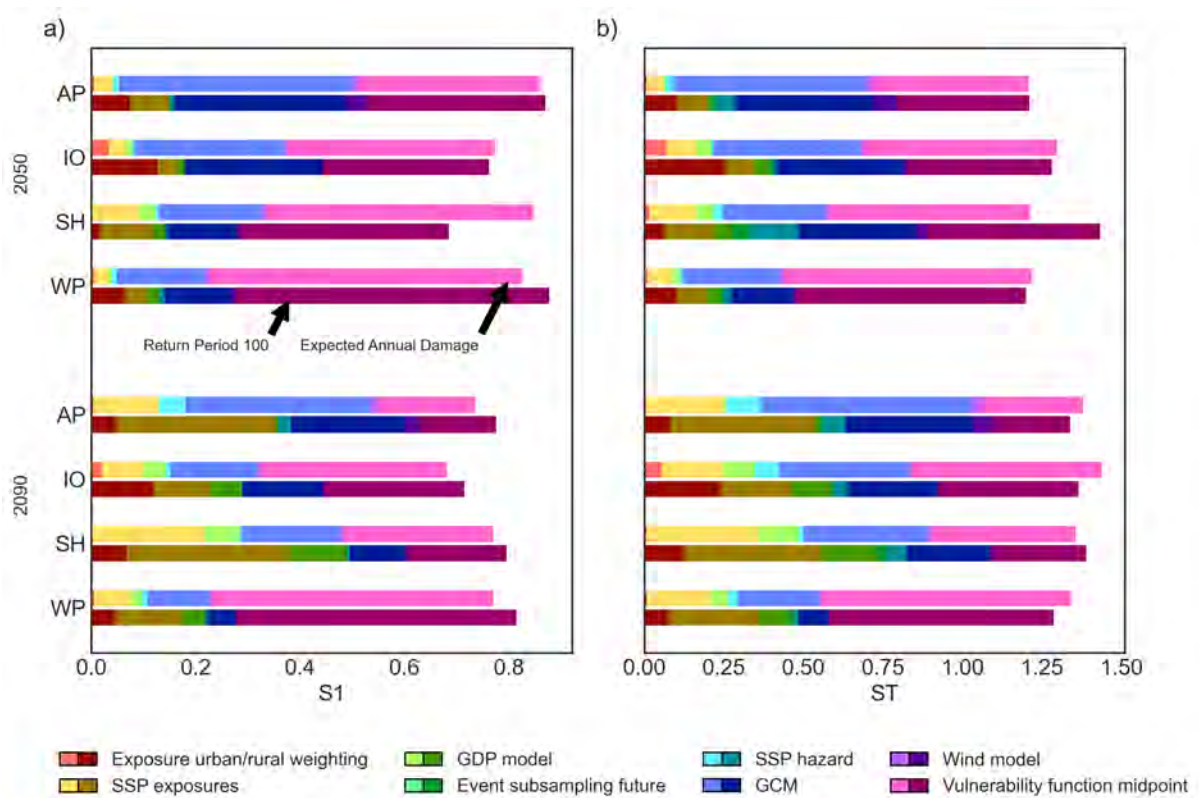 a)
b)
2050
AP
IO
SH
WP
Return Period 100
Expected Annual Damage
2090
AP
IO
SH
WP
0.0 0.2 0.4 0.6 0.8
S1
0.00 0.25 0.50 0.75 1.00 1.25 1.50
ST
Exposure urban/rural weighting GDP model SSP hazard Wind model
SSP exposures Event subsampling future GCM Vulnerability function midpoint